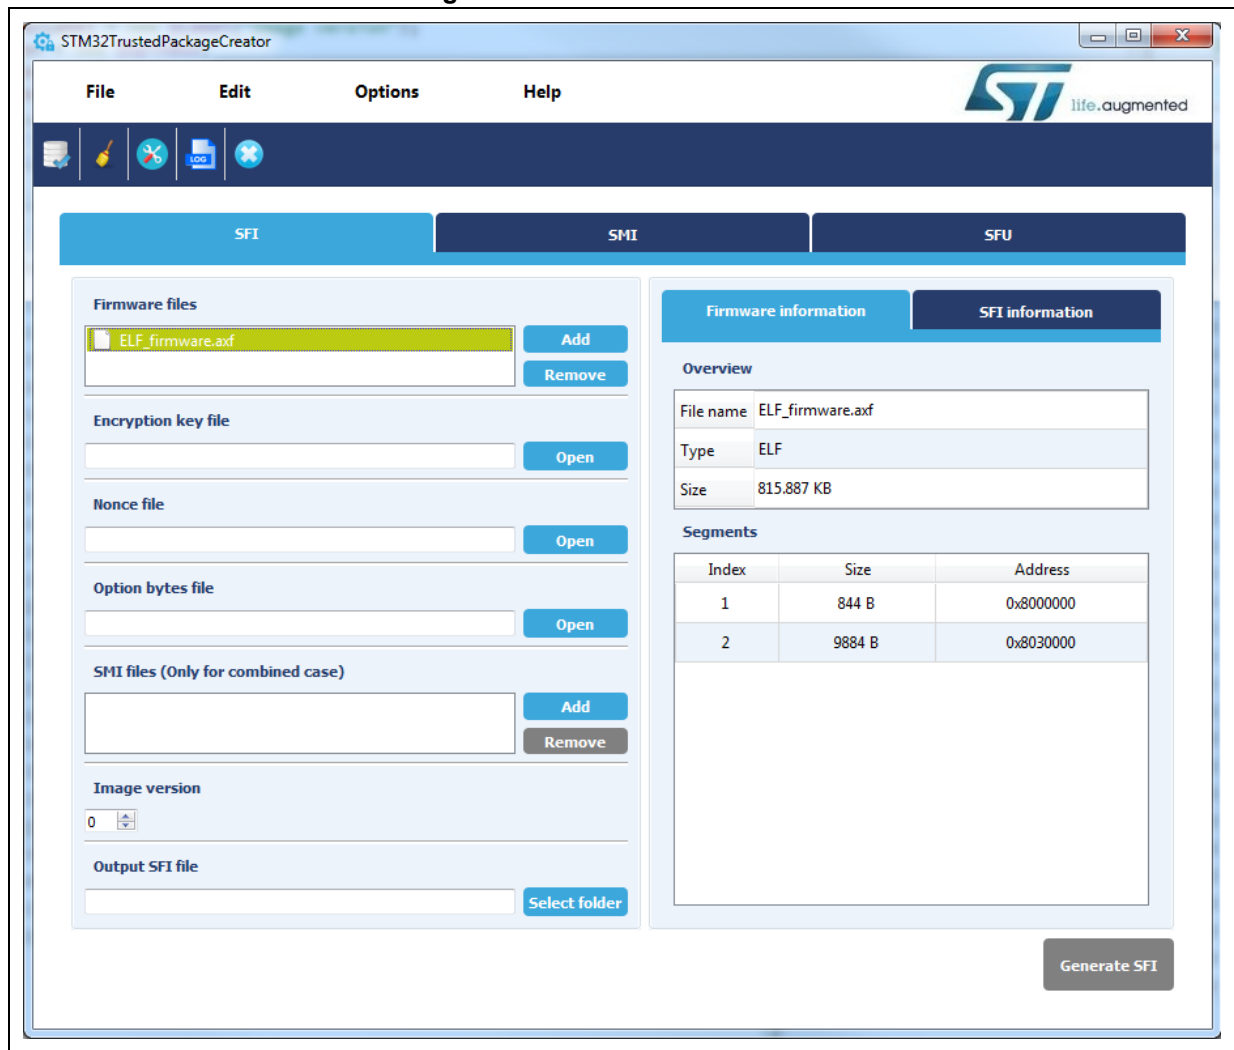 STM32TrustedPackageCreator
File Edit Options Help
life.augmented
LOG
SFI SMI SFU
Firmware files
ELF_firmware.axf
Add
Remove
Encryption key file
Open
Nonce file
Open
Option bytes file
Open
SMI files (Only for combined case)
Add
Remove
Image version
0
Output SFI file
Select folder
Firmware information SFI information
Overview
File name ELF_firmware.axf
Type ELF
Size 815.887 KB
Segments
Index Size Address
1 844 B 0x8000000
2 9884 B 0x8030000
Generate SFI